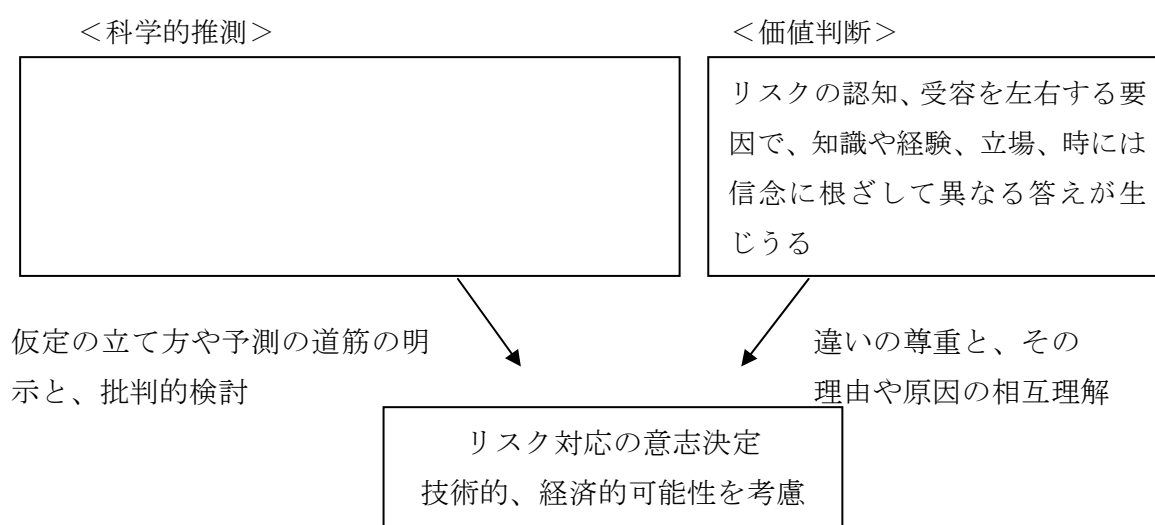 ＜科学的推測＞
＜価値判断＞
リスクの認知、受容を左右する要
因で、知識や経験、立場、時には
信念に根ざして異なる答えが生
じうる
仮定の立て方や予測の道筋の明
示と、批判的検討
違いの尊重と、その
理由や原因の相互理解
リスク対応の意志決定
技術的、経済的可能性を考慮